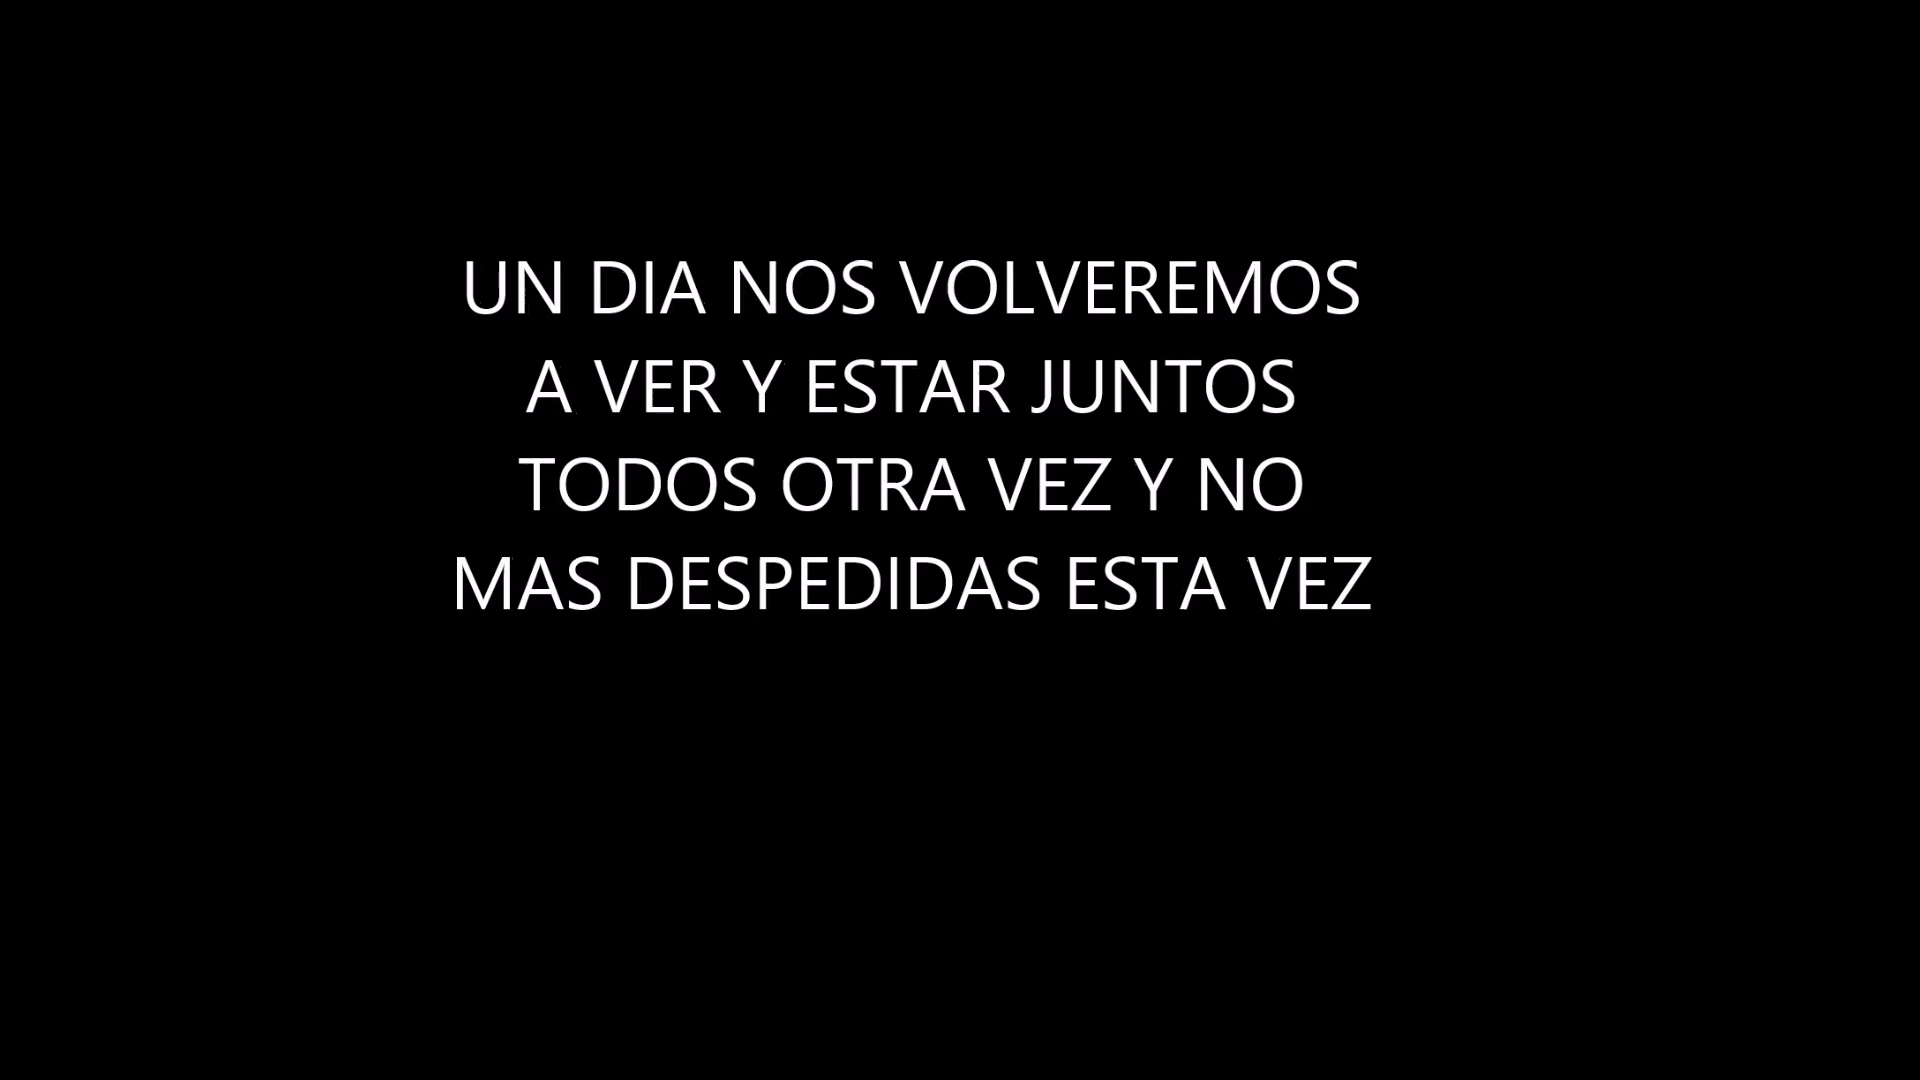 UN DIA NOS VOLVEREMOS
A VER Y ESTAR JUNTOS
TODOS OTRA VEZ Y NO
MAS DESPEDIDAS ESTA VEZ